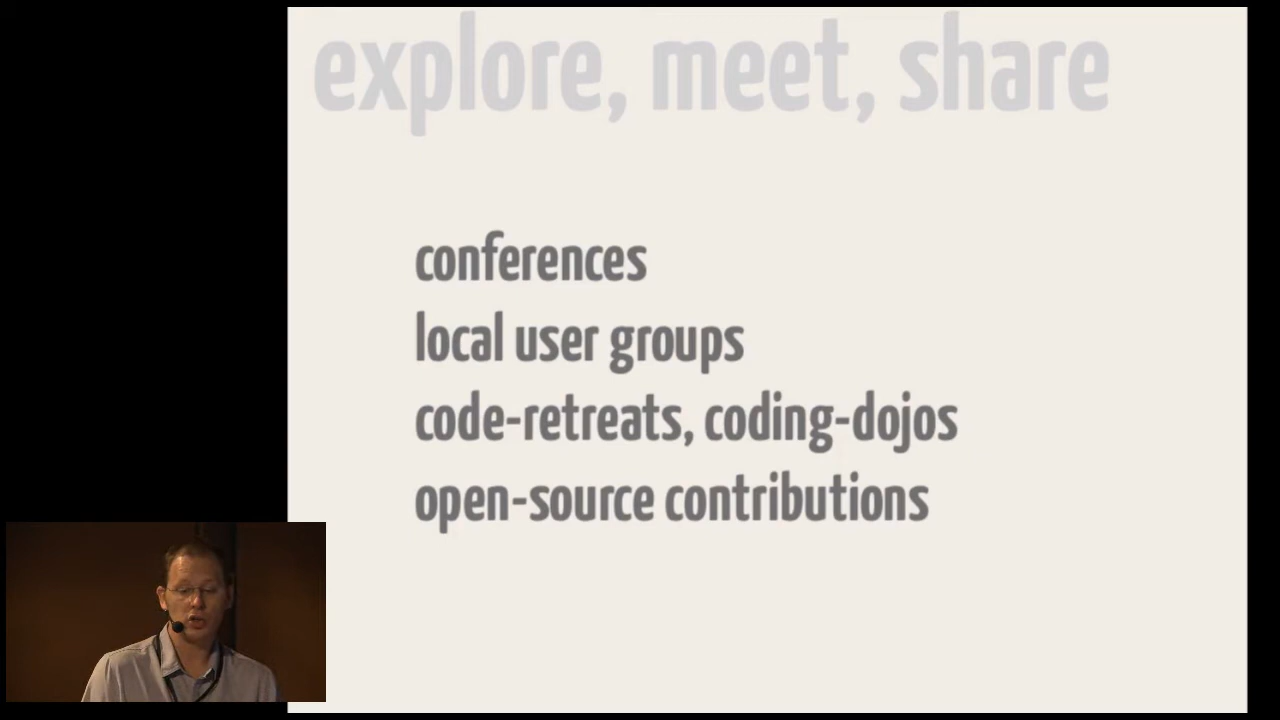 explore, meet, share
conferences
local user groups
code-retreats, coding-dojos
open-source contributions